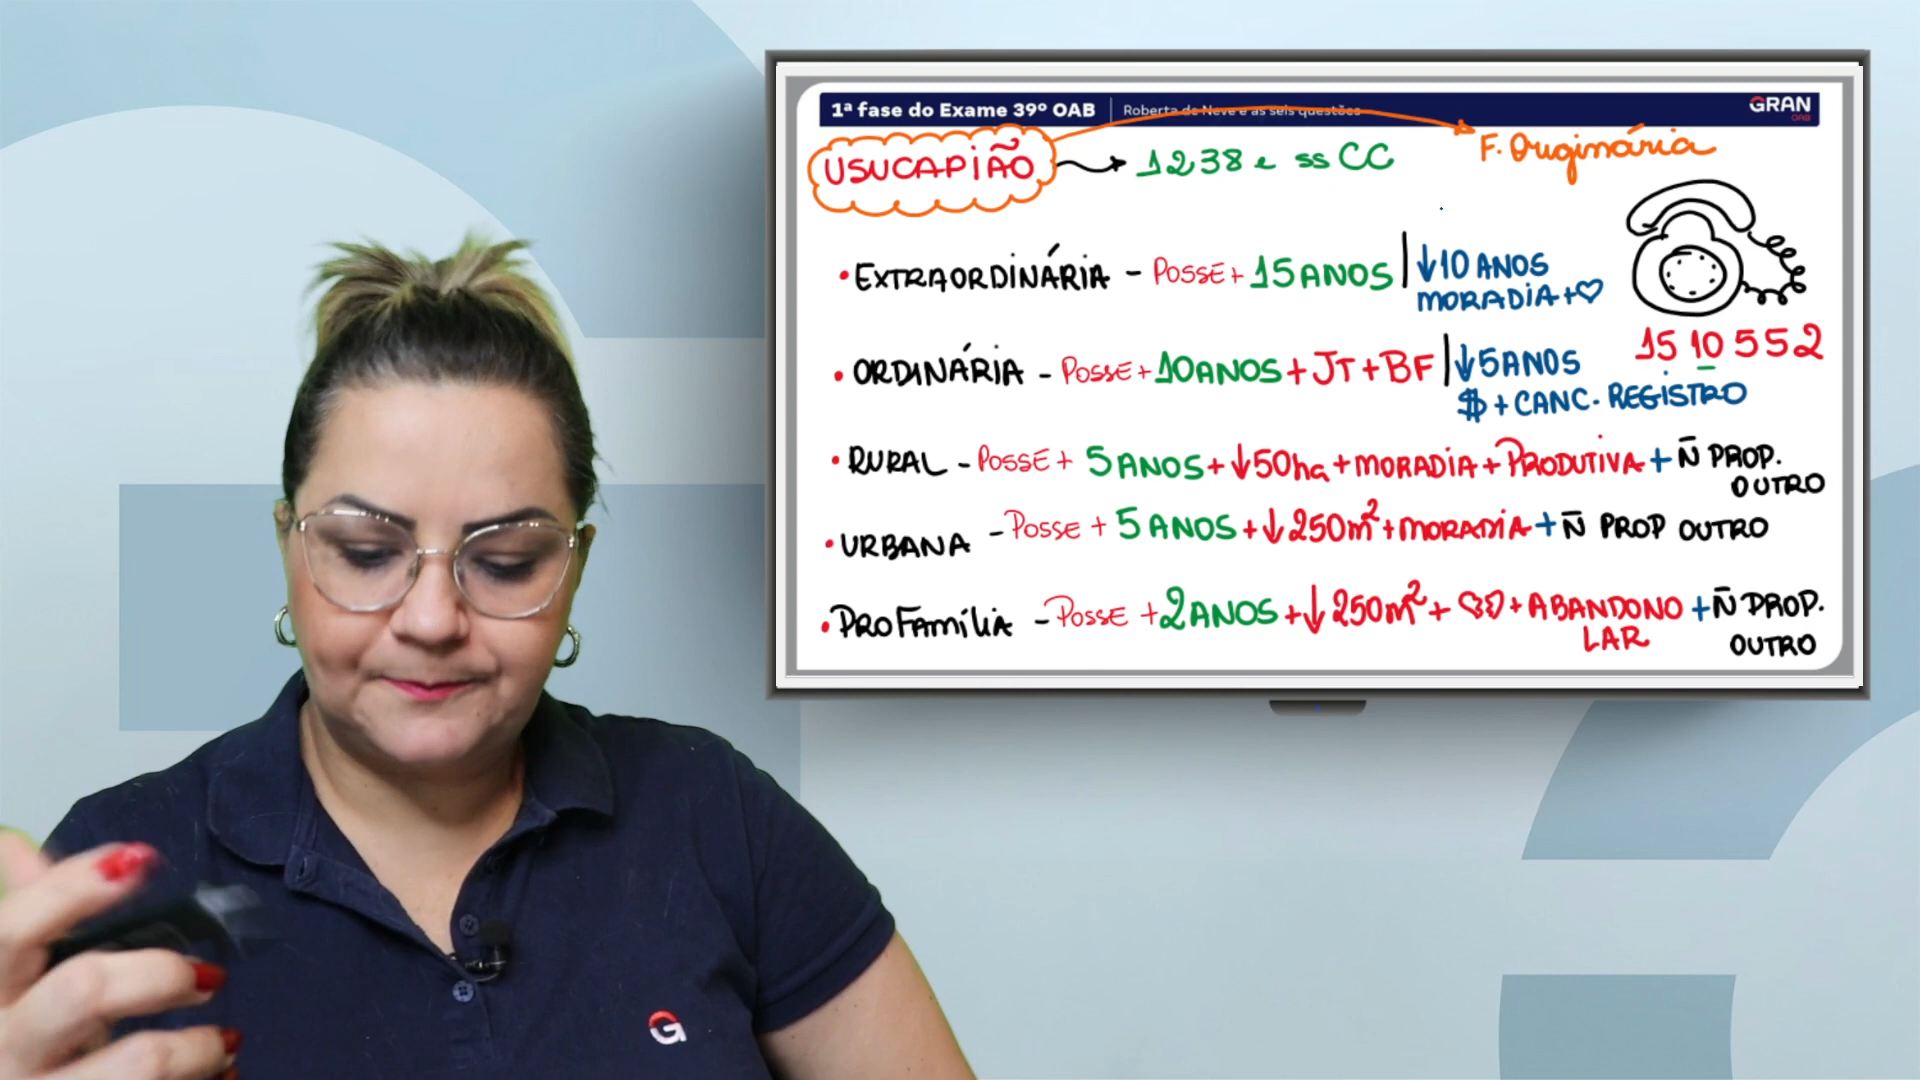 1ª fase do Exame 39º OAB | Roberta de Neve e as seis questões GRAN OAB
USUCAPIÃO → 1238 e ss CC F. Originária
• EXTRAORDINÁRIA - POSSE + 15 ANOS | ↓10 ANOS
MORADIA + ♡
15 10 5 5 2
• ORDINÁRIA - POSSE + 10 ANOS + JT + BF | ↓5 ANOS
$ + CANC. REGISTRO
• RURAL - POSSE + 5 ANOS + ↓50ha + MORADIA + PRODUTIVA + Ñ PROP.
OUTRO
• URBANA - POSSE + 5 ANOS + ↓250m² + MORADIA + Ñ PROP OUTRO
• PRO FAMÍLIA - POSSE + 2 ANOS + ↓250m² + + ABANDONO + Ñ PROP.
LAR OUTRO
G